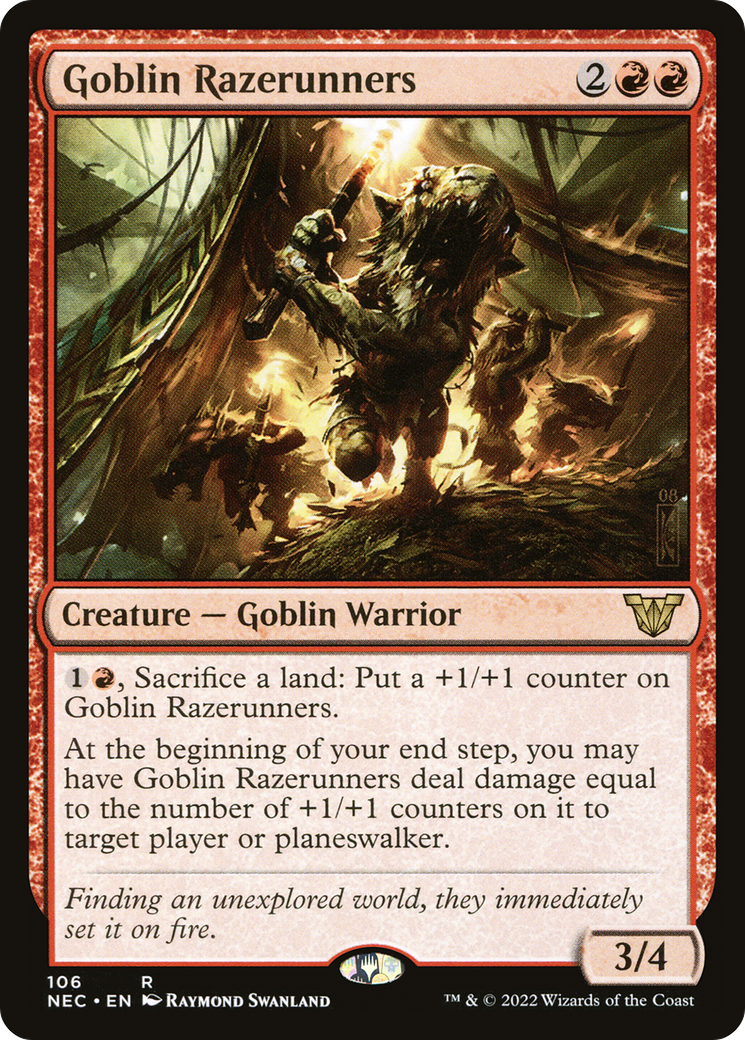 Goblin Razerunners 2
Creature — Goblin Warrior
1, Sacrifice a land: Put a +1/+1 counter on
Goblin Razerunners.
At the beginning of your end step, you may
have Goblin Razerunners deal damage equal
to the number of +1/+1 counters on it to
target player or planeswalker.
Finding an unexplored world, they immediately
set it on fire.
3/4
106 R
NEC • EN RAYMOND SWANLAND
™ & © 2022 Wizards of the Coast
08